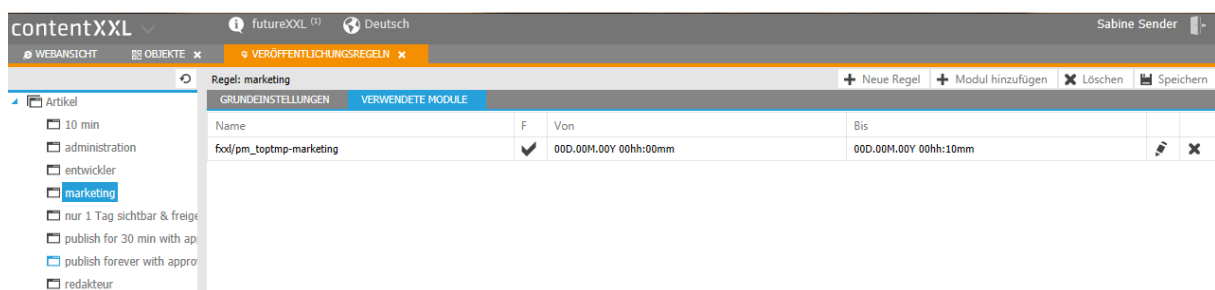 contentXXL futureXXL (1) Deutsch Sabine Sender
WEBANSICHT OBJEKTE VERÖFFENTLICHUNGSREGELN
Regel: marketing Neue Regel Modul hinzufügen Löschen Speichern
Artikel GRUNDEINSTELLUNGEN VERWENDETE MODULE
10 min Name F Von Bis
administration fxxl/pm_toptmp-marketing 00D.00M.00Y 00hh:00mm 00D.00M.00Y 00hh:10mm
entwickler
marketing
nur 1 Tag sichtbar & freige
publish for 30 min with ap
publish forever with approv
redakteur